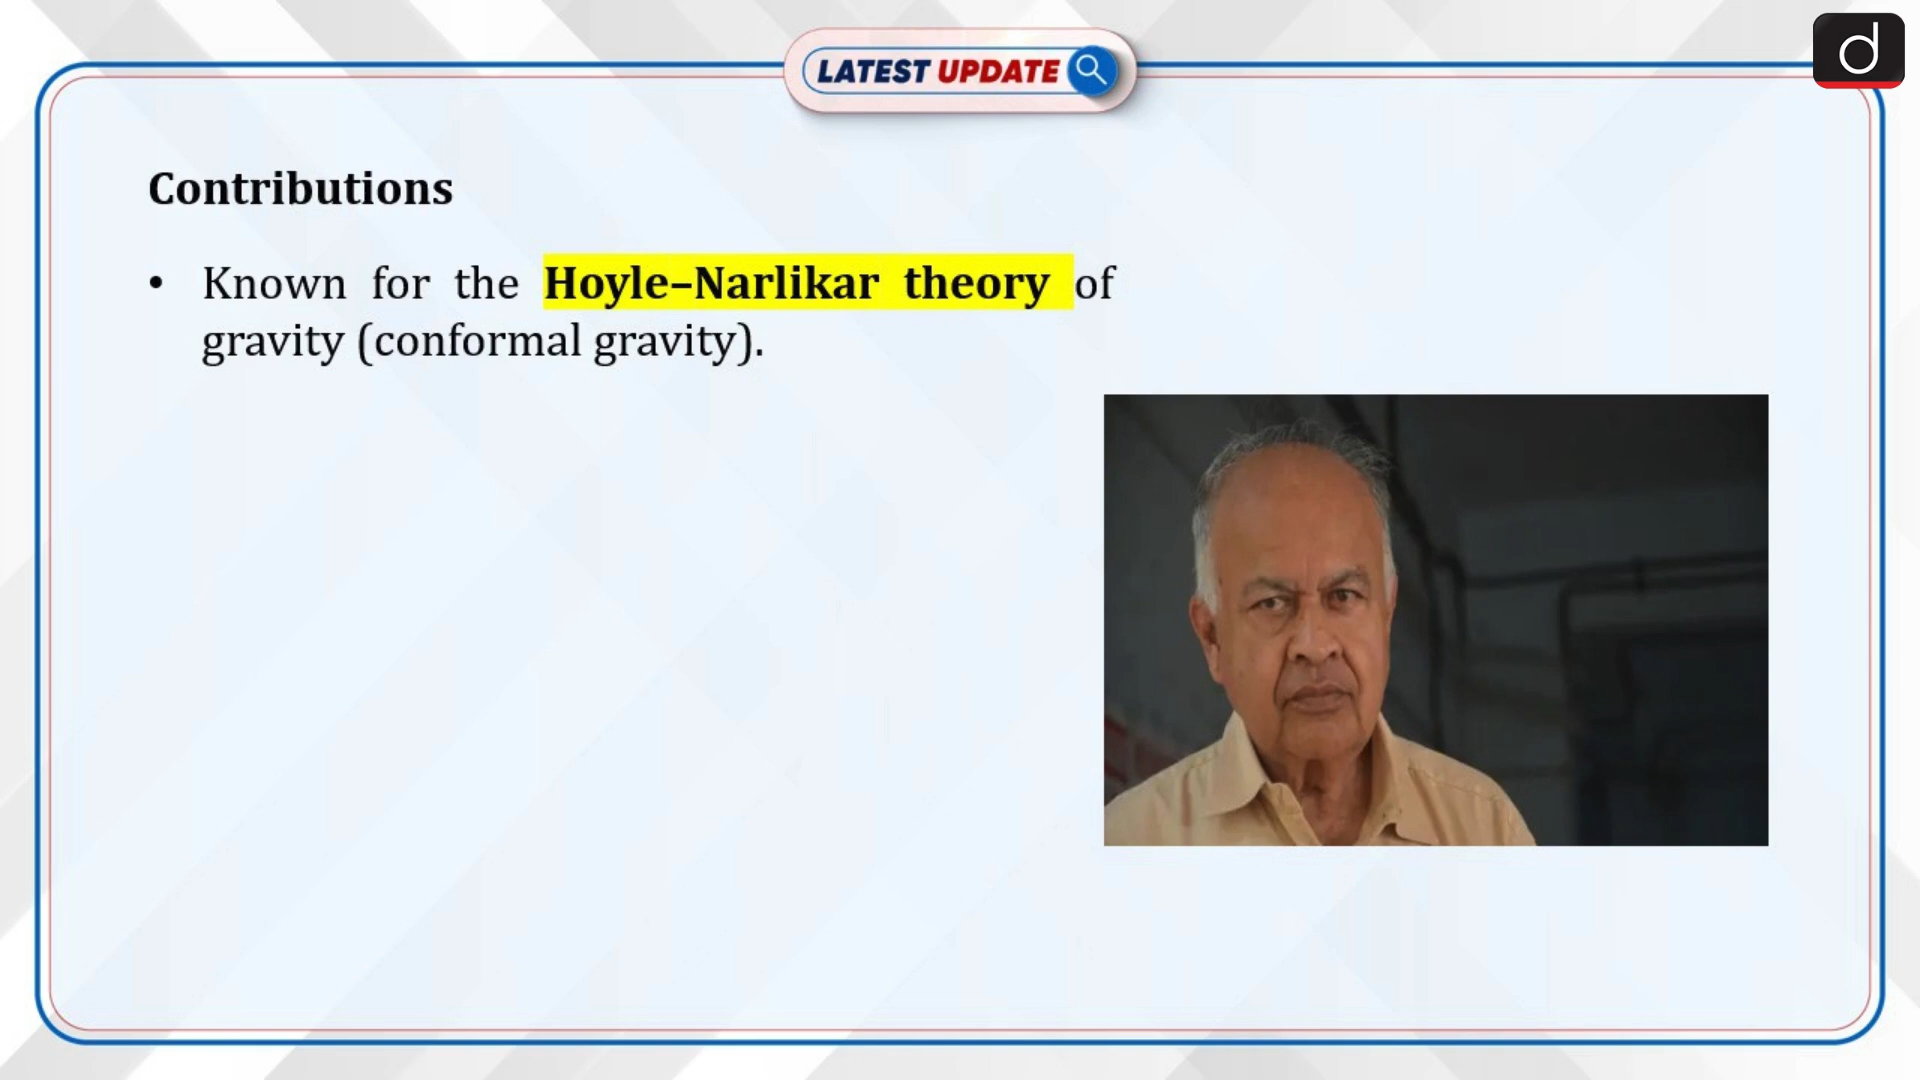 LATEST UPDATE
d
Contributions
• Known for the Hoyle–Narlikar theory of
gravity (conformal gravity).